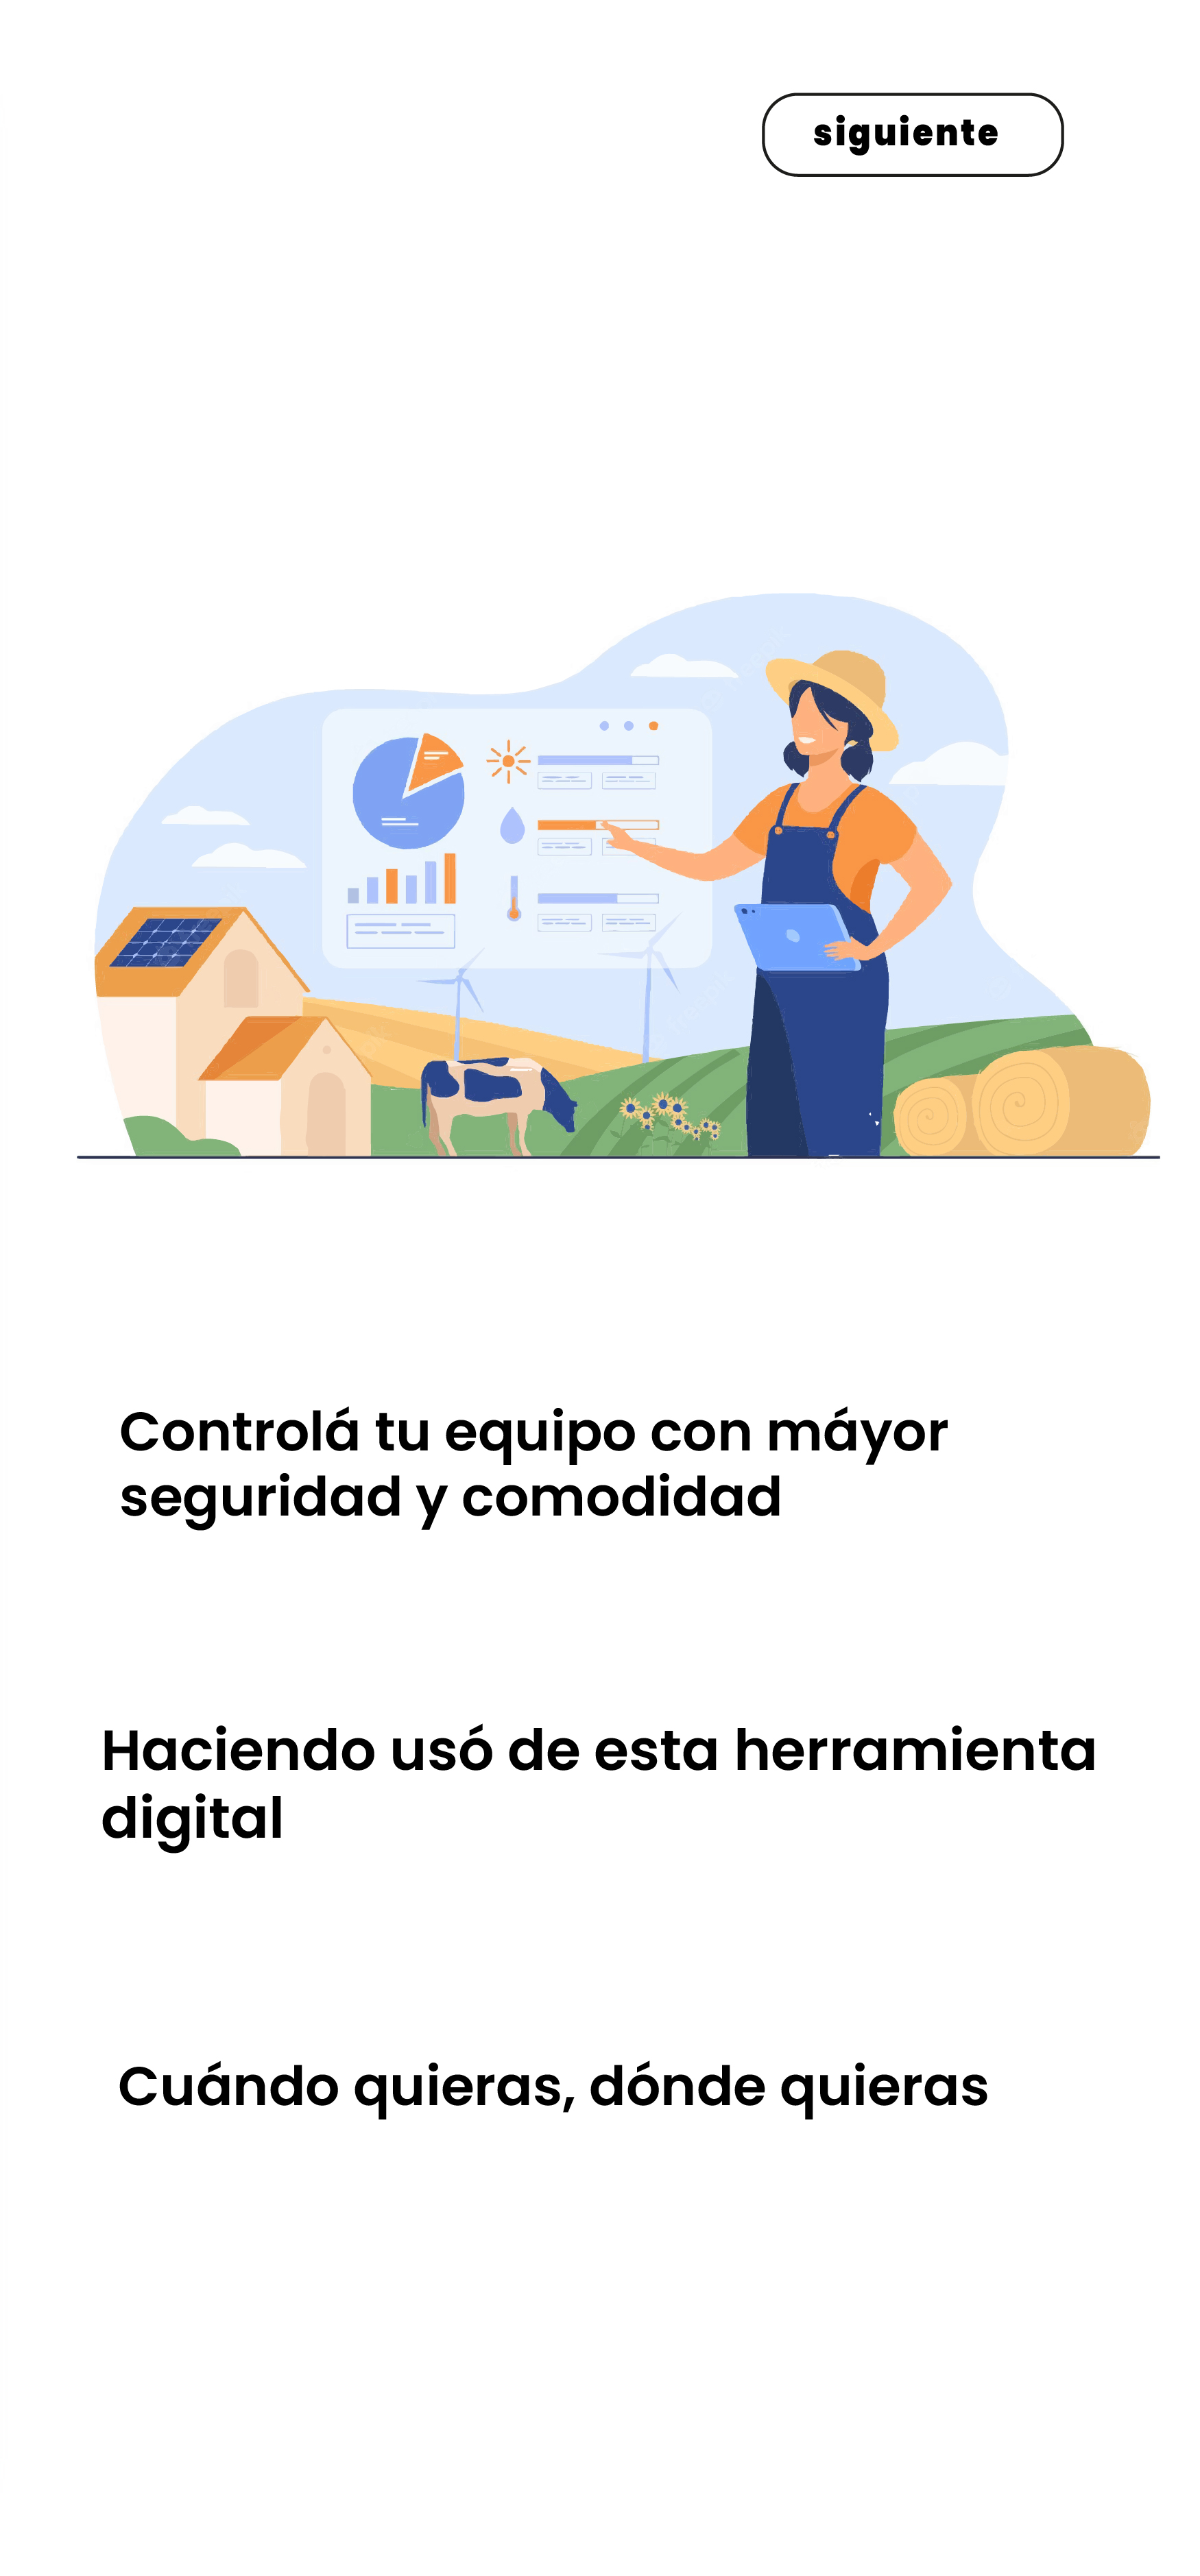 siguiente
Controlá tu equipo con máyor
seguridad y comodidad
Haciendo usó de esta herramienta
digital
Cuándo quieras, dónde quieras